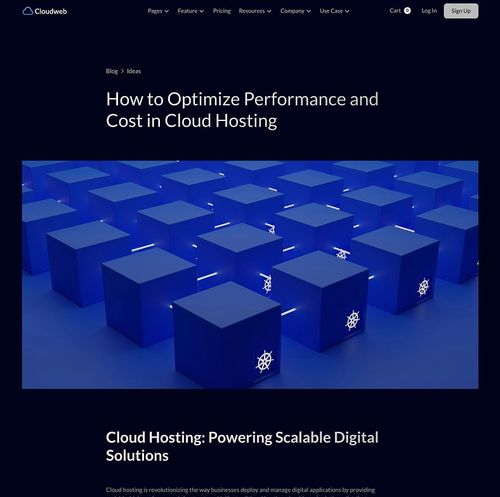 Cloudweb
Pages Feature Pricing Resources Company Use Case
Cart 0 Log In Sign Up
Blog > Ideas
How to Optimize Performance and
Cost in Cloud Hosting
Cloud Hosting: Powering Scalable Digital
Solutions
Cloud hosting is revolutionizing the way businesses deploy and manage digital applications by providing